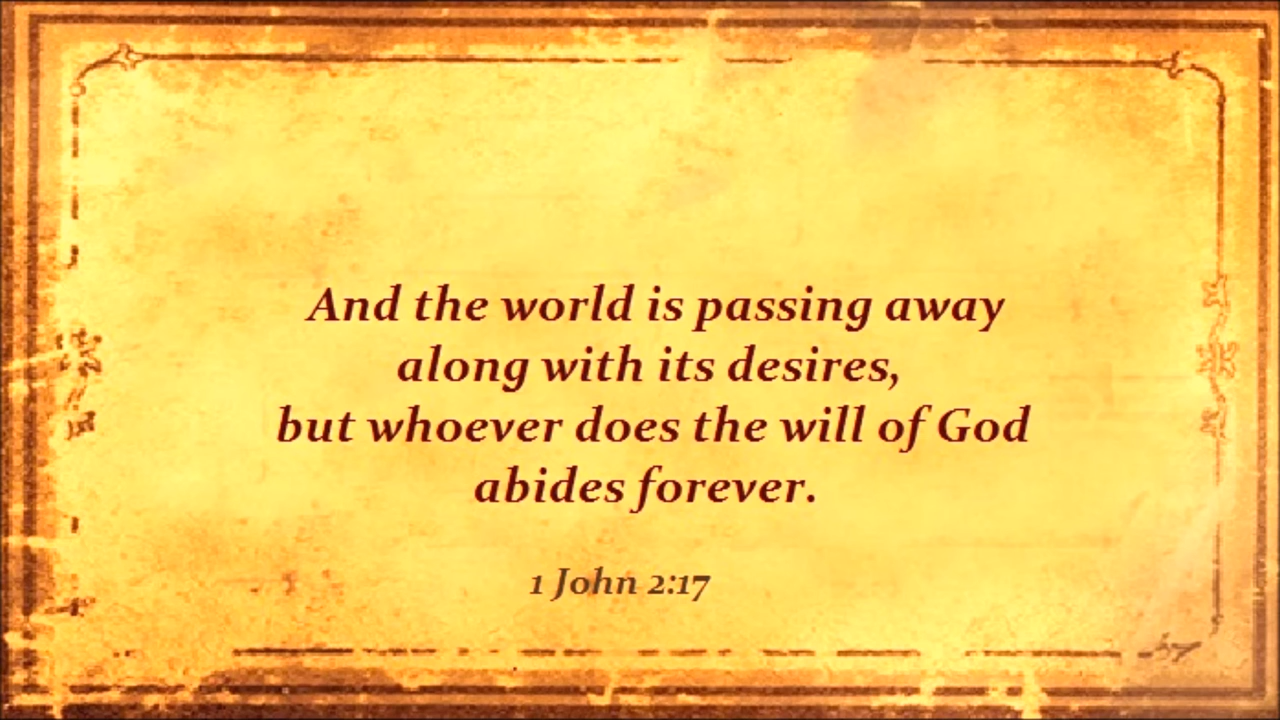 And the world is passing away
along with its desires,
but whoever does the will of God
abides forever.
1 John 2:17